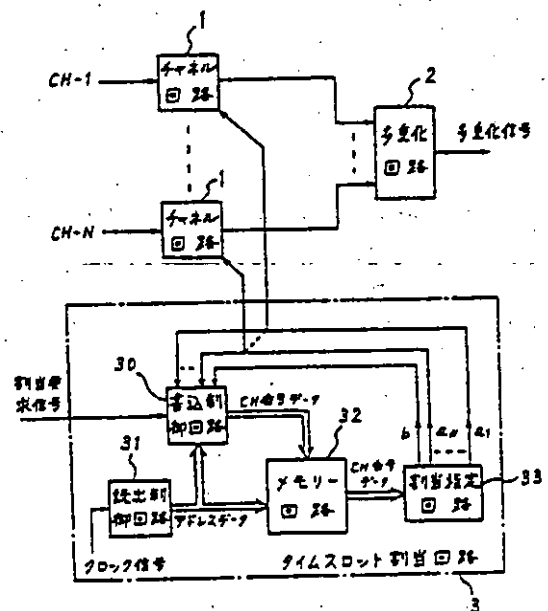 1
チャネル
回路
CH-1
2
多重化
回路
多重化信号
1
チャネル
回路
CH-N
30
書込制
御回路
割当要
求信号
CH番号データ
32
メモリー
回路
CH番号
データ
b
aN
a1
割当指定
回路
33
31
読出制
御回路
アドレスデータ
クロック信号
タイムスロット割当回路
3